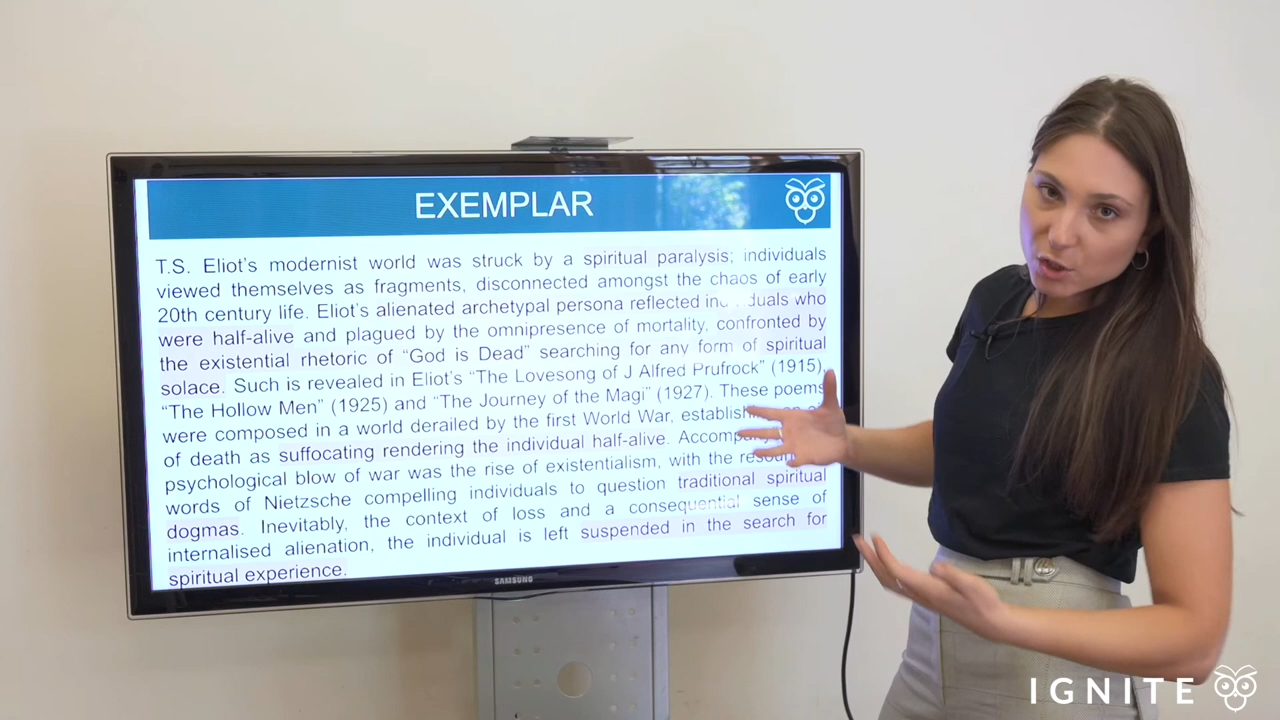 EXEMPLAR
T.S. Eliot's modernist world was struck by a spiritual paralysis; individuals
viewed themselves as fragments, disconnected amongst the chaos of early
20th century life. Eliot's alienated archetypal persona reflected individuals who
were half-alive and plagued by the omnipresence of mortality, confronted by
the existential rhetoric of “God is Dead” searching for any form of spiritual
solace. Such is revealed in Eliot's “The Lovesong of J Alfred Prufrock” (1915),
“The Hollow Men” (1925) and “The Journey of the Magi” (1927). These poems
were composed in a world derailed by the first World War,
of death as suffocating rendering the individual half-alive.
psychological blow of war was the rise of existentialism, with the
words of Nietzsche compelling individuals to question traditional spiritual
dogmas. Inevitably, the context of loss and a consequential sense of
internalised alienation, the individual is left suspended in the search for
spiritual experience.
SAMSUNG
IGNITE